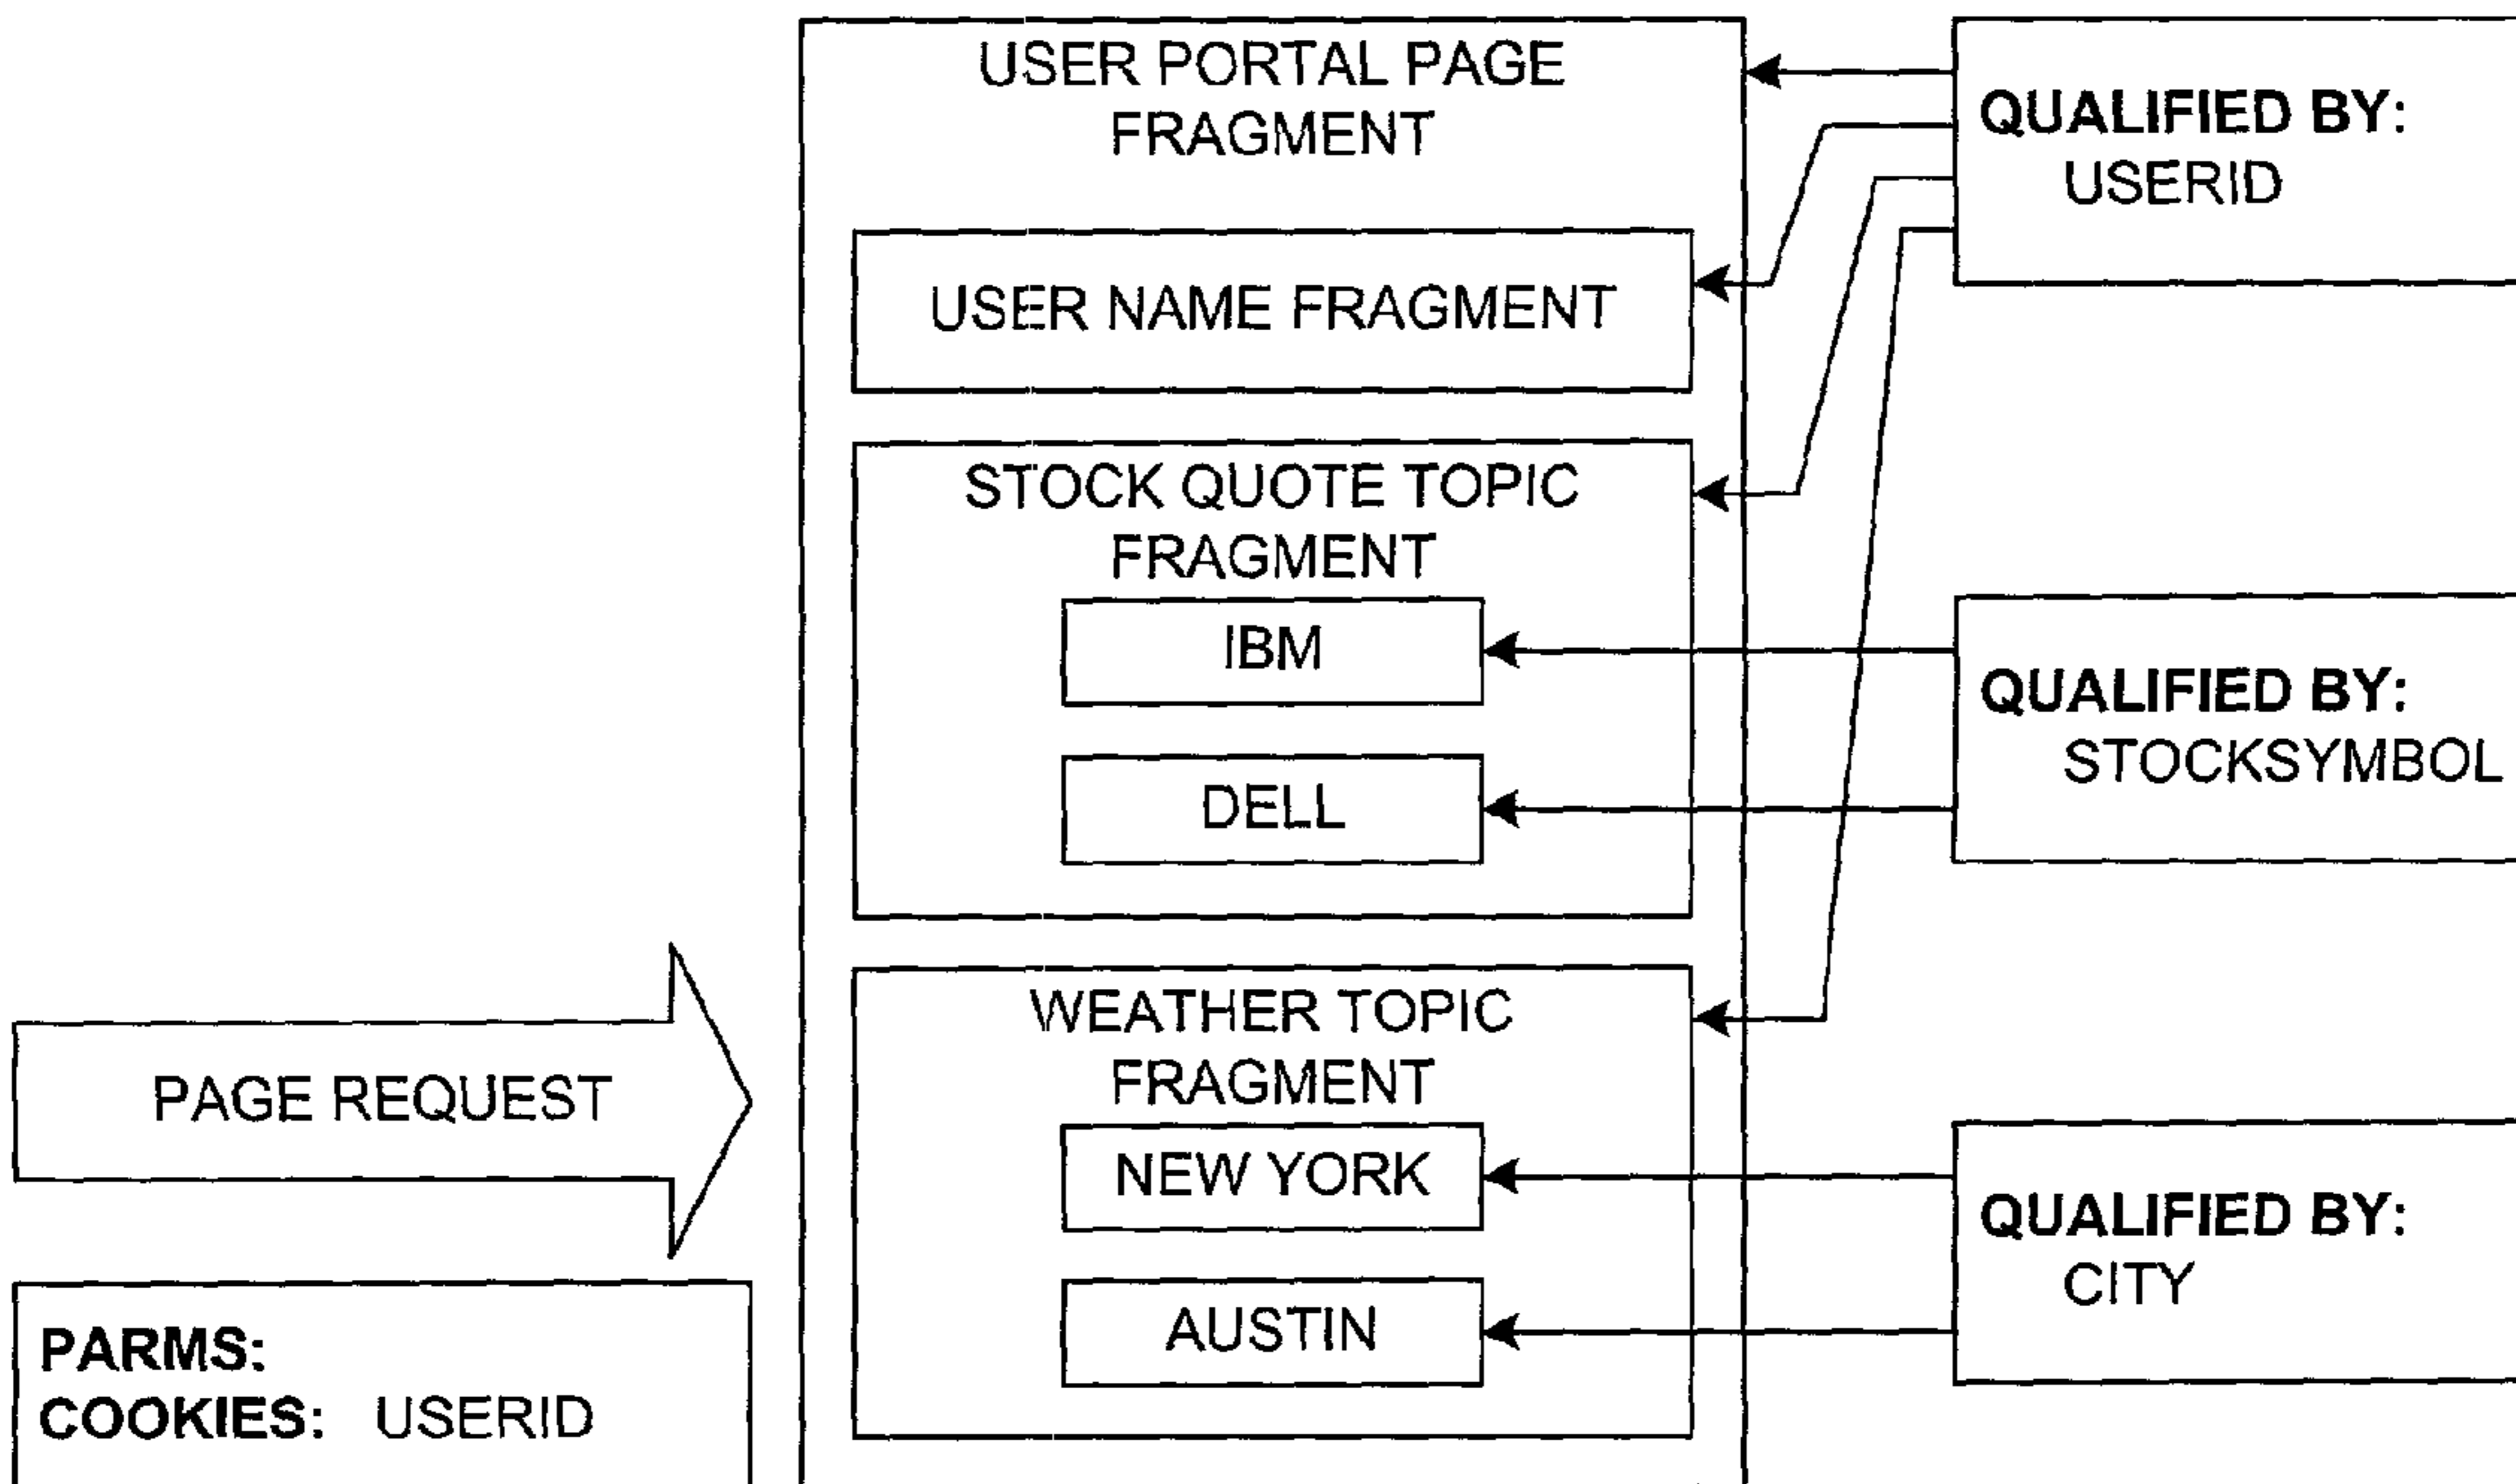 USER PORTAL PAGE
FRAGMENT
USER NAME FRAGMENT
STOCK QUOTE TOPIC
FRAGMENT
IBM
DELL
WEATHER TOPIC
FRAGMENT
NEW YORK
AUSTIN
PAGE REQUEST
PARMS:
COOKIES: USERID
QUALIFIED BY:
USERID
QUALIFIED BY:
STOCKSYMBOL
QUALIFIED BY:
CITY